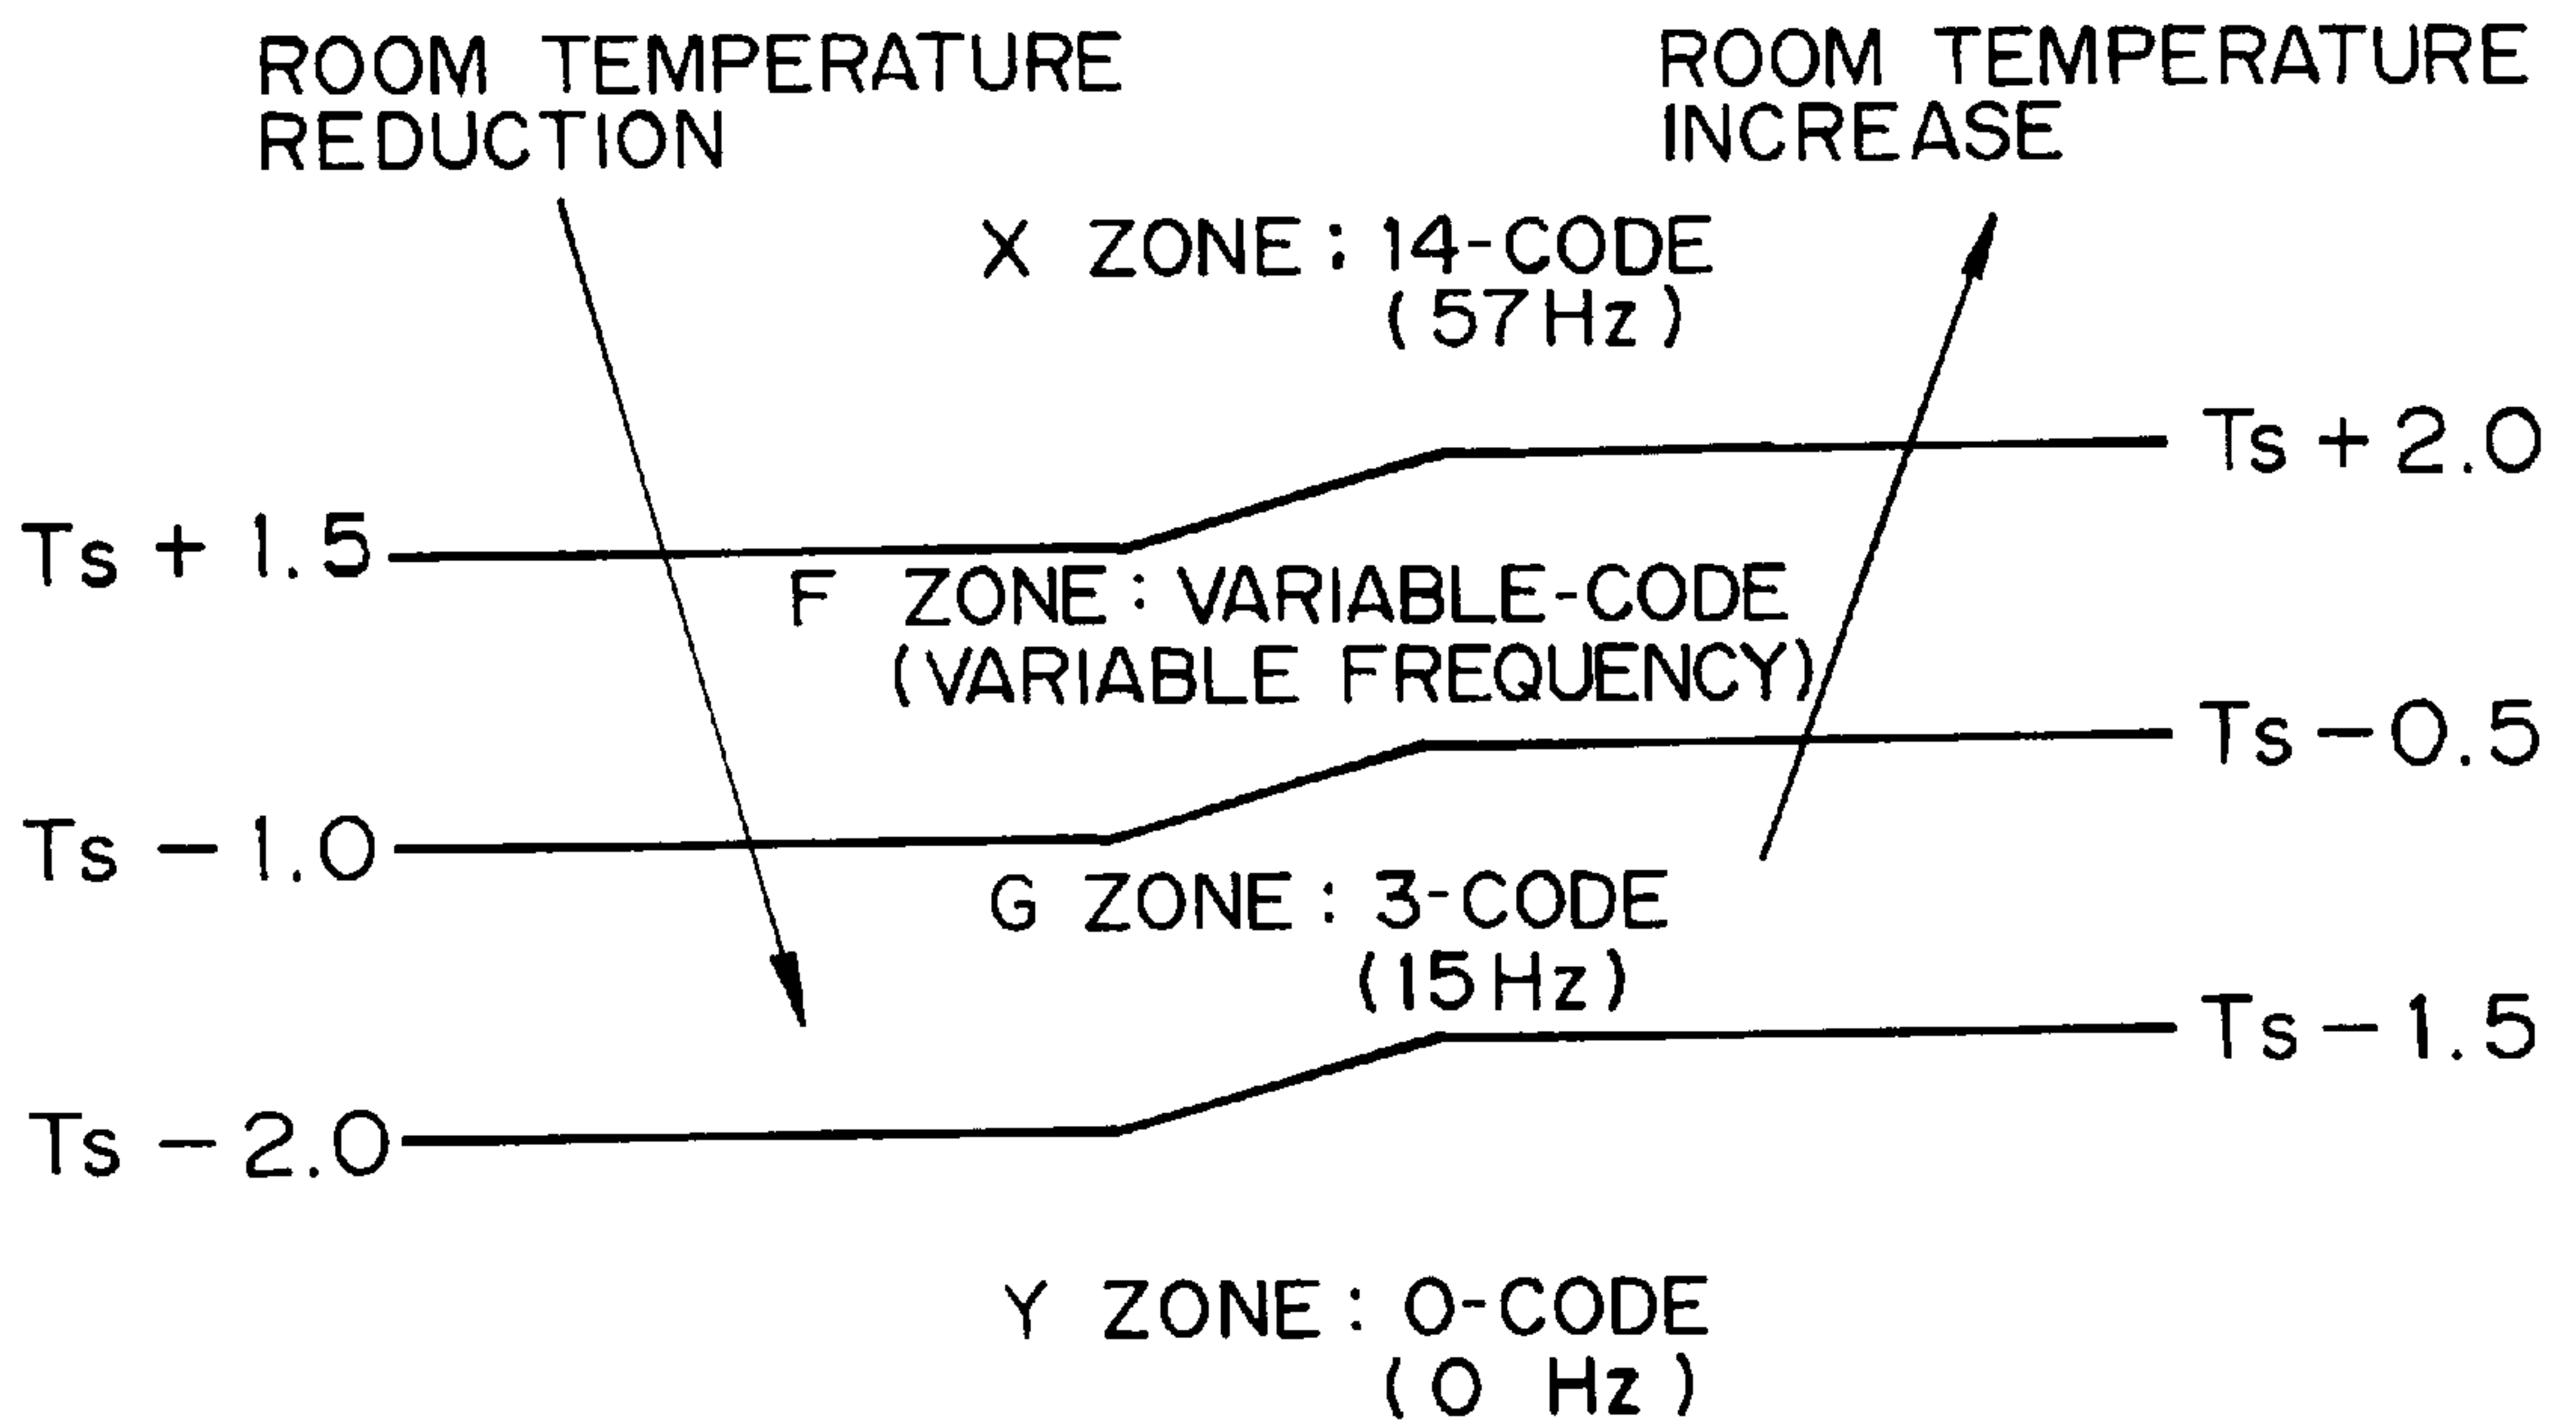 ROOM TEMPERATURE
REDUCTION
ROOM TEMPERATURE
INCREASE
X ZONE : 14-CODE
(57Hz)
Ts + 2.0
Ts + 1.5
F ZONE : VARIABLE-CODE
(VARIABLE FREQUENCY)
Ts - 0.5
Ts - 1.0
G ZONE : 3-CODE
(15Hz)
Ts - 1.5
Ts - 2.0
Y ZONE : 0-CODE
(0 Hz)